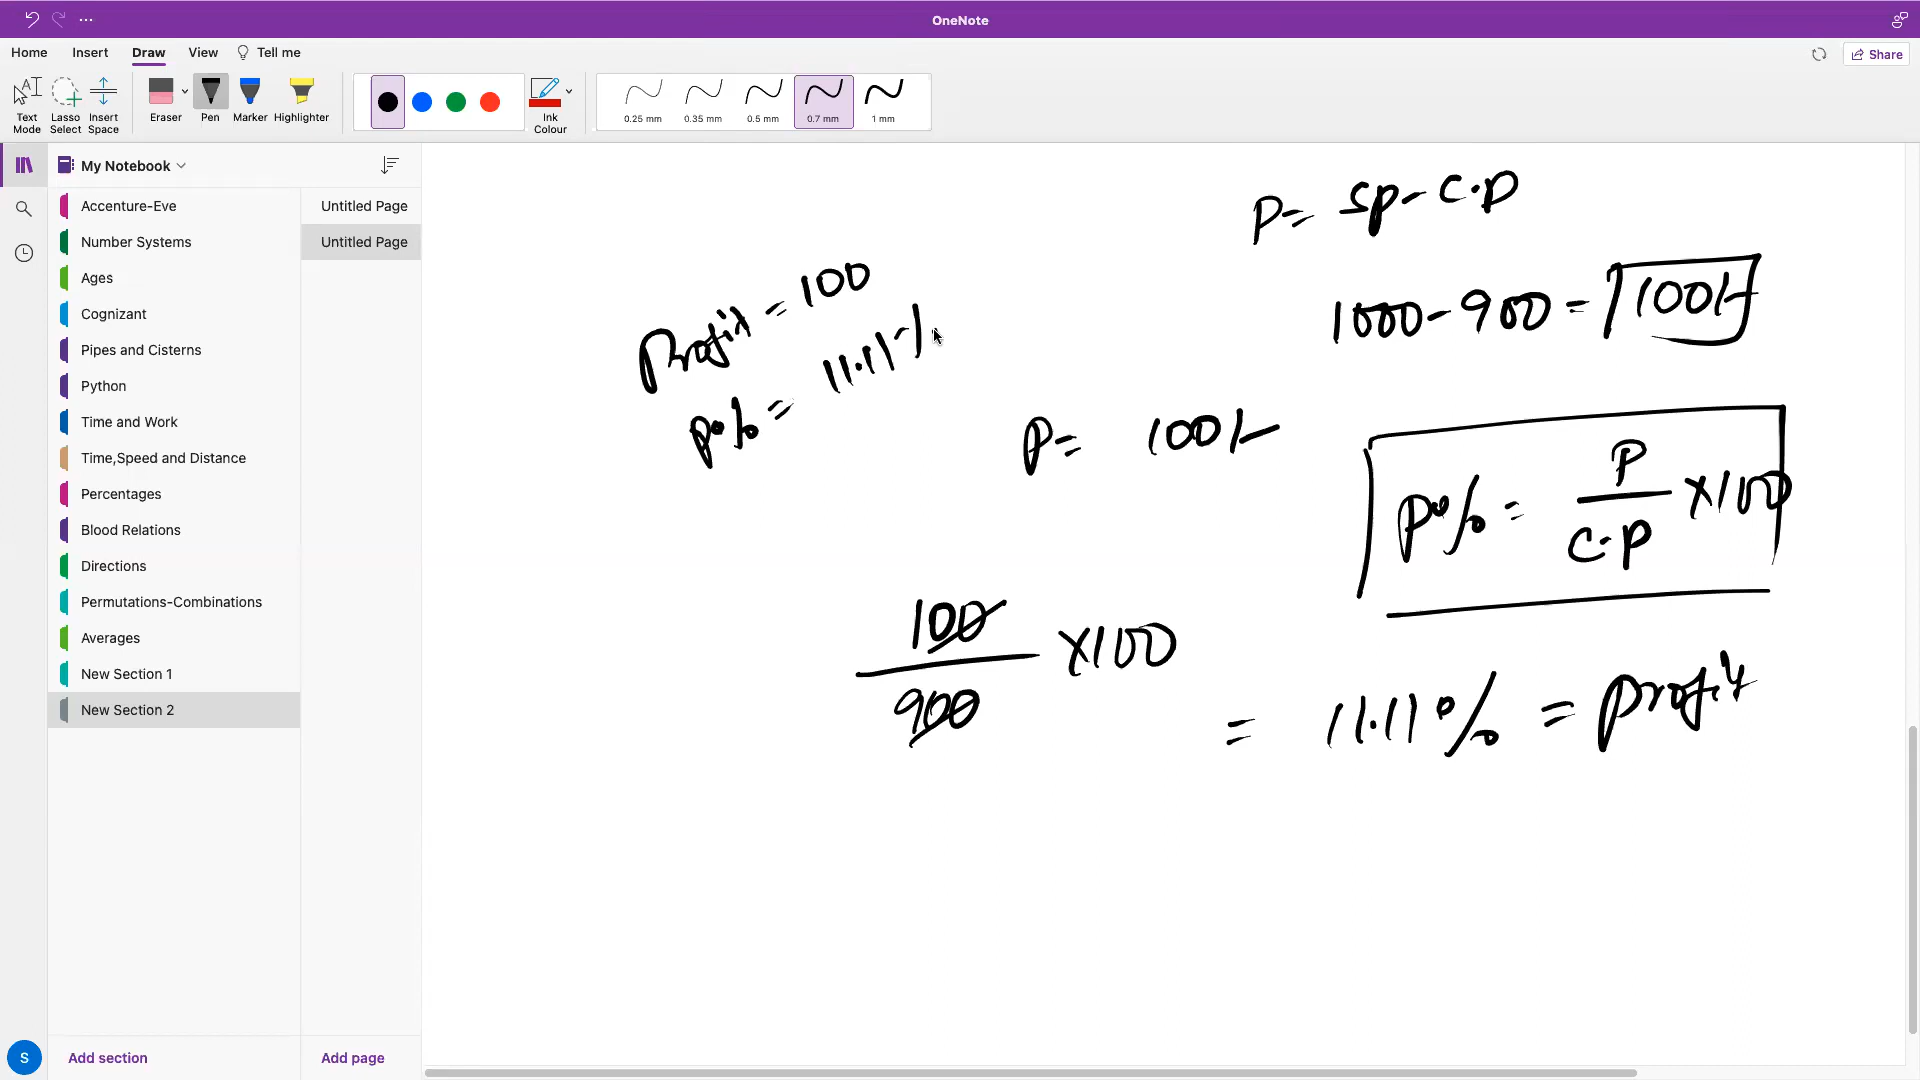 OneNote
Home Insert Draw View Tell me
Share
Text Mode
Lasso Select
Insert Space
Eraser
Pen
Marker
Highlighter
Ink Colour
0.25 mm
0.35 mm
0.5 mm
0.7 mm
1 mm
My Notebook
Accenture-Eve
Number Systems
Ages
Cognizant
Pipes and Cisterns
Python
Time and Work
Time,Speed and Distance
Percentages
Blood Relations
Directions
Permutations-Combinations
Averages
New Section 1
New Section 2
Untitled Page
Untitled Page
P = SP - C.P
1000 - 900 = 100/-
Profit = 100
P% = 11.11%
P = 100/-
P% = P/C.P X100
100/900 X100
= 11.11% = Profit
S
Add section
Add page